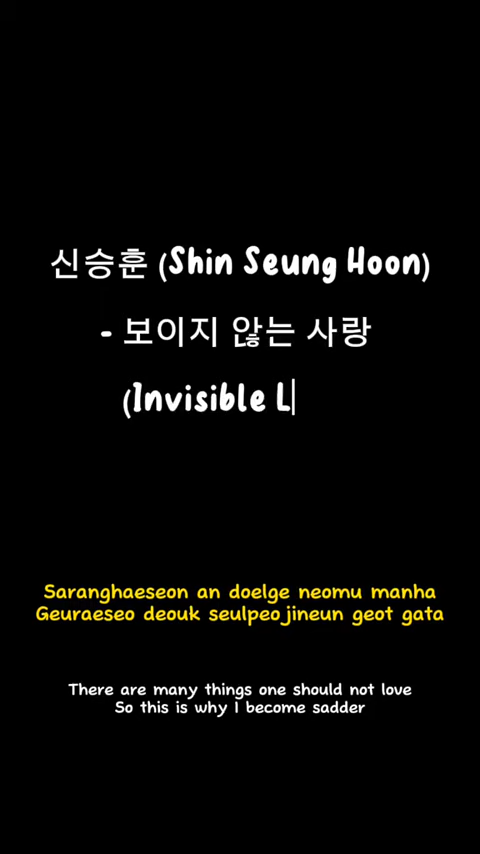 신승훈 (Shin Seung Hoon)
- 보이지 않는 사랑
(Invisible L
Saranghaeseon an doelge neomu manha
Geuraeseo deouk seulpeojineun geot gata
There are many things one should not love
So this is why I become sadder